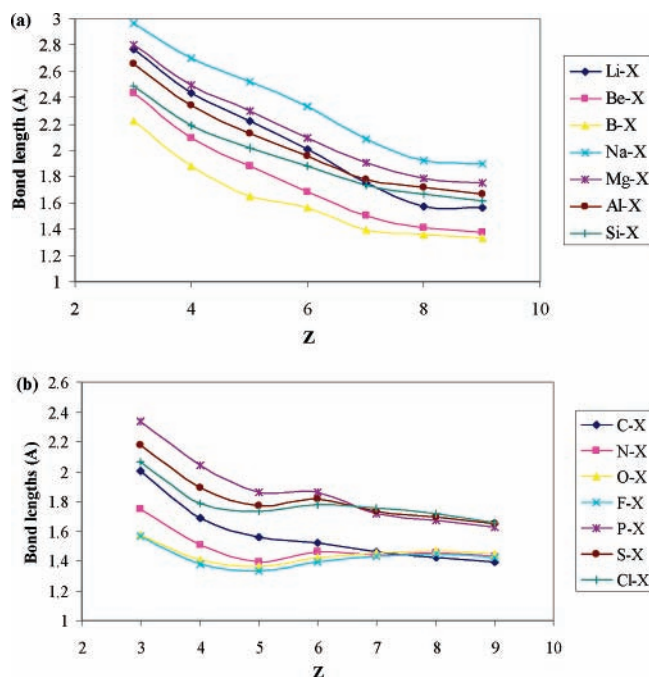 (a)
3
2.8
2.6
2.4
2.2
2
1.8
1.6
1.4
1.2
1
Bond length (A)
2 4 6 8 10
Z
Li-X
Be-X
B-X
Na-X
Mg-X
Al-X
Si-X
(b)
2.6
2.4
2.2
2
1.8
1.6
1.4
1.2
1
Bond lengths (A)
2 3 4 5 6 7 8 9 10
Z
C-X
N-X
O-X
F-X
P-X
S-X
Cl-X